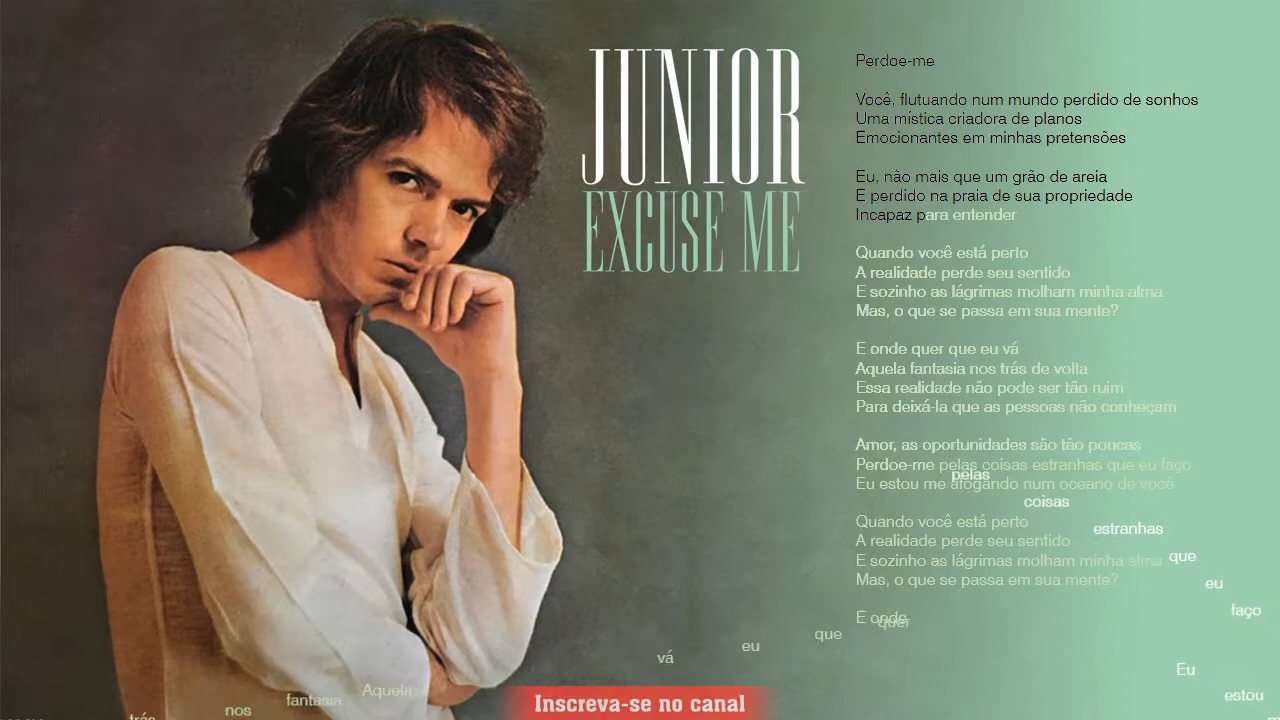 JUNIOR
EXCUSE ME
Perdoe-me
Você, flutuando num mundo perdido de sonhos
Uma mística criadora de planos
Emocionantes em minhas pretensões
Eu, não mais que um grão de areia
E perdido na praia de sua propriedade
Incapaz para entender
Quando você está perto
A realidade perde seu sentido
E sozinho as lágrimas molham minha alma
Mas, o que se passa em sua mente?
E onde quer que eu vá
Aquela fantasia nos trás de volta
Essa realidade não pode ser tão ruim
Para deixá-la que as pessoas não conheçam
Amor, as oportunidades são tão poucas
Perdoe-me pelas coisas estranhas que eu faço
Eu estou me afogando num oceano de você
Quando você está perto
A realidade perde seu sentido
E sozinho as lágrimas molham minha alma
Mas, o que se passa em sua mente?
E onde
quer
que
eu
vá
Aquela
fantasia
nos
trás
pelas
coisas
estranhas
que
eu
faço
Eu
estou
Inscreva-se no canal